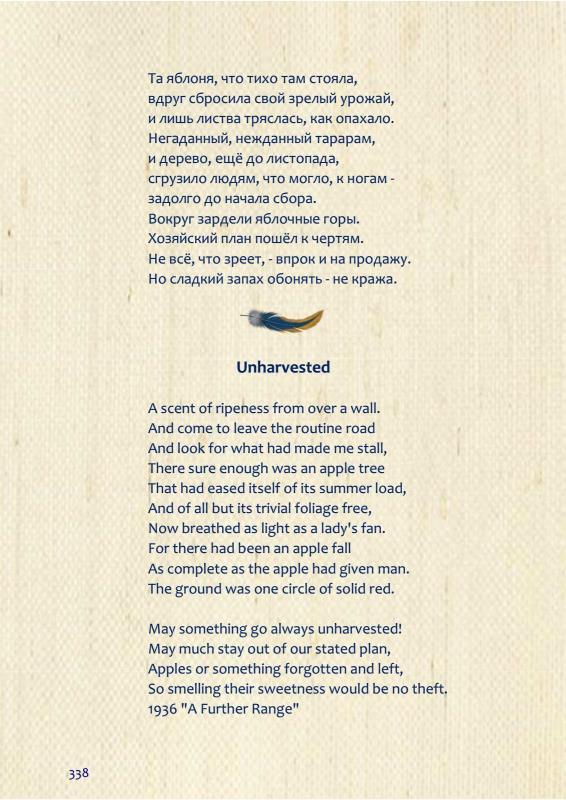 Та яблоня, что тихо там стояла,
вдруг сбросила свой зрелый урожай,
и лишь листва тряслась, как опахало.
Негаданный, нежданный тарарам,
и дерево, ещё до листопада,
сгрузило людям, что могло, к ногам -
задолго до начала сбора.
Вокруг зардели яблочные горы.
Хозяйский план пошёл к чертям.
Не всё, что зреет, - впрок и на продажу.
Но сладкий запах обонять - не кража.
Unharvested
A scent of ripeness from over a wall.
And come to leave the routine road
And look for what had made me stall,
There sure enough was an apple tree
That had eased itself of its summer load,
And of all but its trivial foliage free,
Now breathed as light as a lady's fan.
For there had been an apple fall
As complete as the apple had given man.
The ground was one circle of solid red.
May something go always unharvested!
May much stay out of our stated plan,
Apples or something forgotten and left,
So smelling their sweetness would be no theft.
1936 "A Further Range"
338